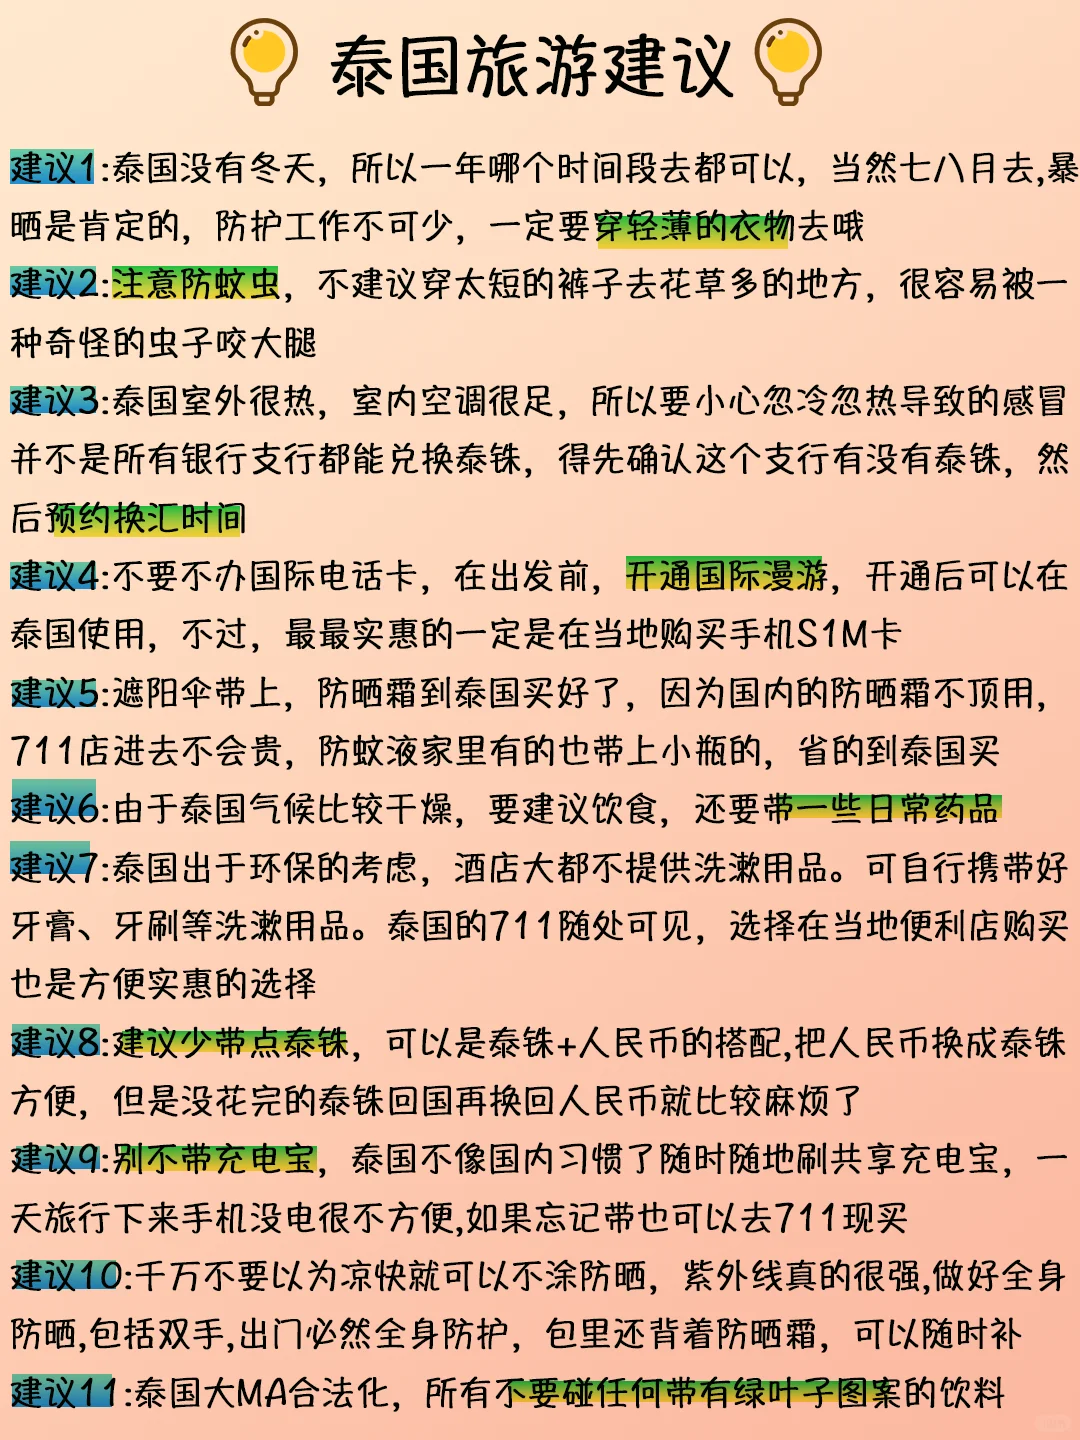 泰国旅游建议
建议1:泰国没有冬天，所以一年哪个时间段去都可以，当然七八月去,暴
晒是肯定的，防护工作不可少，一定要穿轻薄的衣物去哦
建议2:注意防蚊虫，不建议穿太短的裤子去花草多的地方，很容易被一
种奇怪的虫子咬大腿
建议3:泰国室外很热，室内空调很足，所以要小心忽冷忽热导致的感冒
并不是所有银行支行都能兑换泰铢，得先确认这个支行有没有泰铢，然
后预约换汇时间
建议4:不要不办国际电话卡，在出发前，开通国际漫游，开通后可以在
泰国使用，不过，最最实惠的一定是在当地购买手机S1M卡
建议5:遮阳伞带上，防晒霜到泰国买好了，因为国内的防晒霜不顶用，
711店进去不会贵，防蚊液家里有的也带上小瓶的，省的到泰国买
建议6:由于泰国气候比较干燥，要建议饮食，还要带一些日常药品
建议7:泰国出于环保的考虑，酒店大都不提供洗漱用品。可自行携带好
牙膏、牙刷等洗漱用品。泰国的711随处可见，选择在当地便利店购买
也是方便实惠的选择
建议8:建议少带点泰铢，可以是泰铢+人民币的搭配,把人民币换成泰铢
方便，但是没花完的泰铢回国再换回人民币就比较麻烦了
建议9:别不带充电宝，泰国不像国内习惯了随时随地刷共享充电宝，一
天旅行下来手机没电很不方便,如果忘记带也可以去711现买
建议10:千万不要以为凉快就可以不涂防晒，紫外线真的很强,做好全身
防晒,包括双手,出门必然全身防护，包里还背着防晒霜，可以随时补
建议11:泰国大MA合法化，所有不要碰任何带有绿叶子图案的饮料